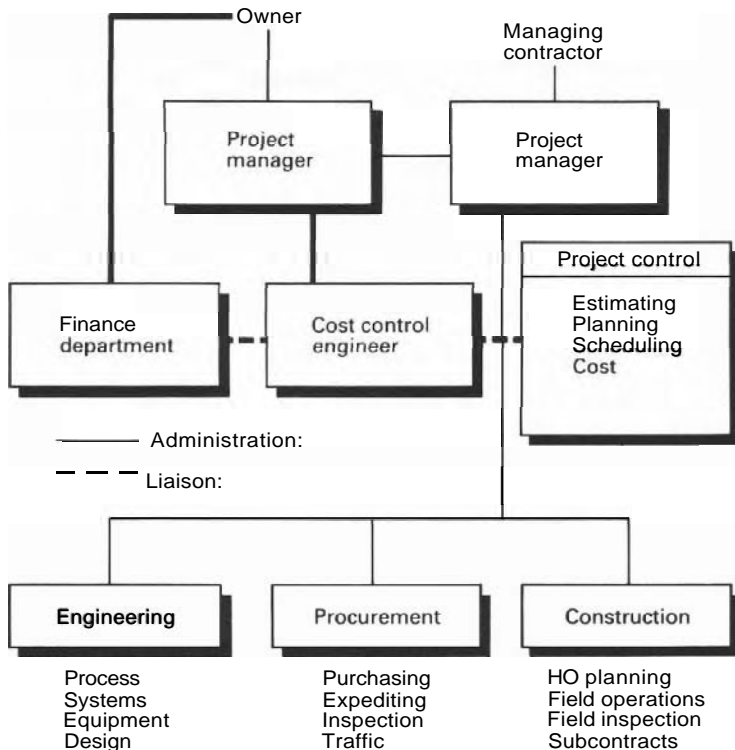 Owner
Managing
contractor
Project
manager
Project
manager
Project control
Estimating
Planning
Scheduling
Cost
Finance
department
Cost control
engineer
Administration:
Liaison:
Engineering
Procurement
Construction
Process
Systems
Equipment
Design
Purchasing
Expediting
Inspection
Traffic
HO planning
Field operations
Field inspection
Subcontracts